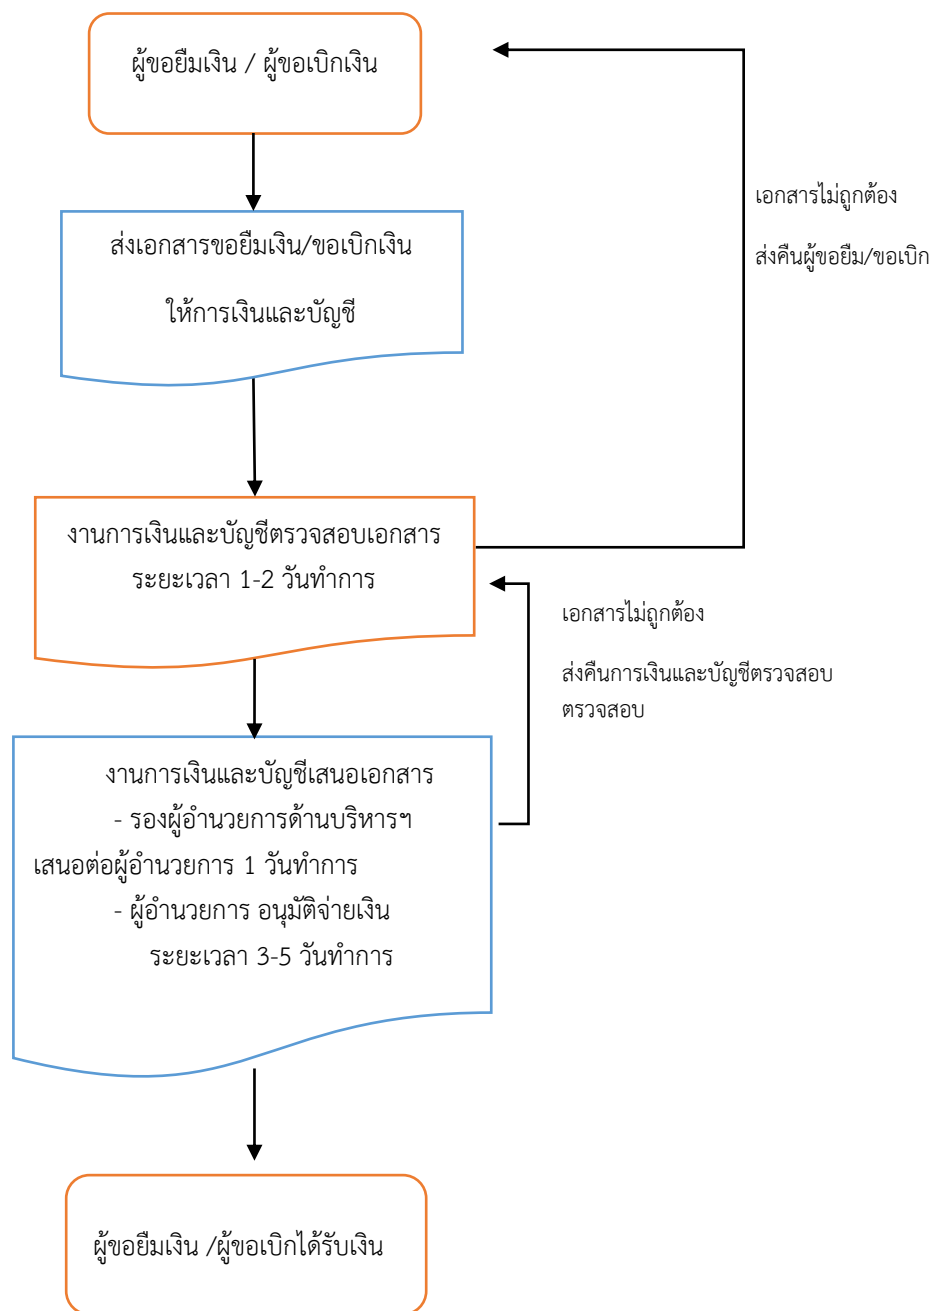 ผู้ขอยืมเงิน / ผู้ขอเบิกเงิน
เอกสารไม่ถูกต้อง
ส่งคืนผู้ขอยืม/ขอเบิก
ส่งเอกสารขอยืมเงิน/ขอเบิกเงิน
ให้การเงินและบัญชี
งานการเงินและบัญชีตรวจสอบเอกสาร
ระยะเวลา 1-2 วันทำการ
เอกสารไม่ถูกต้อง
ส่งคืนการเงินและบัญชีตรวจสอบ
ตรวจสอบ
งานการเงินและบัญชีเสนอเอกสาร
- รองผู้อำนวยการด้านบริหารฯ
เสนอต่อผู้อำนวยการ 1 วันทำการ
- ผู้อำนวยการ อนุมัติจ่ายเงิน
ระยะเวลา 3-5 วันทำการ
ผู้ขอยืมเงิน /ผู้ขอเบิกได้รับเงิน